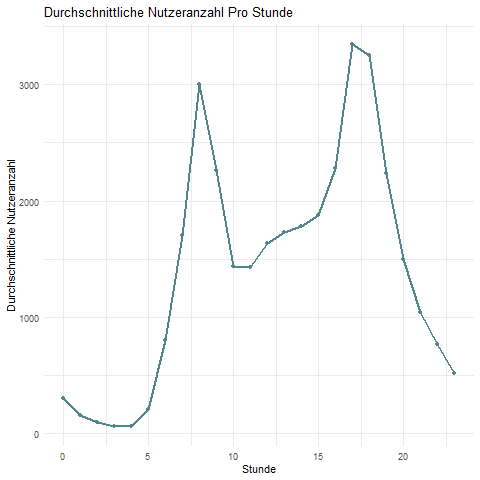 Durchschnittliche Nutzeranzahl Pro Stunde
Durchschnittliche Nutzeranzahl
3000
2000
1000
0
0 5 10 15 20
Stunde